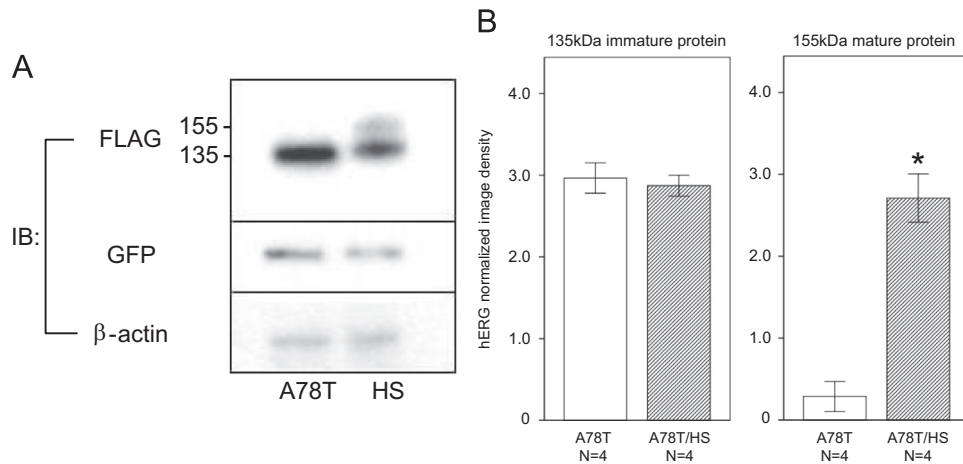 A
IB:
FLAG
155
135
GFP
β-actin
A78T HS
B
135kDa immature protein
155kDa mature protein
hERG normalized image density
4.0
3.0
2.0
1.0
0
A78T
N=4
A78T/HS
N=4
4.0
3.0
2.0
1.0
0
*
A78T
N=4
A78T/HS
N=4